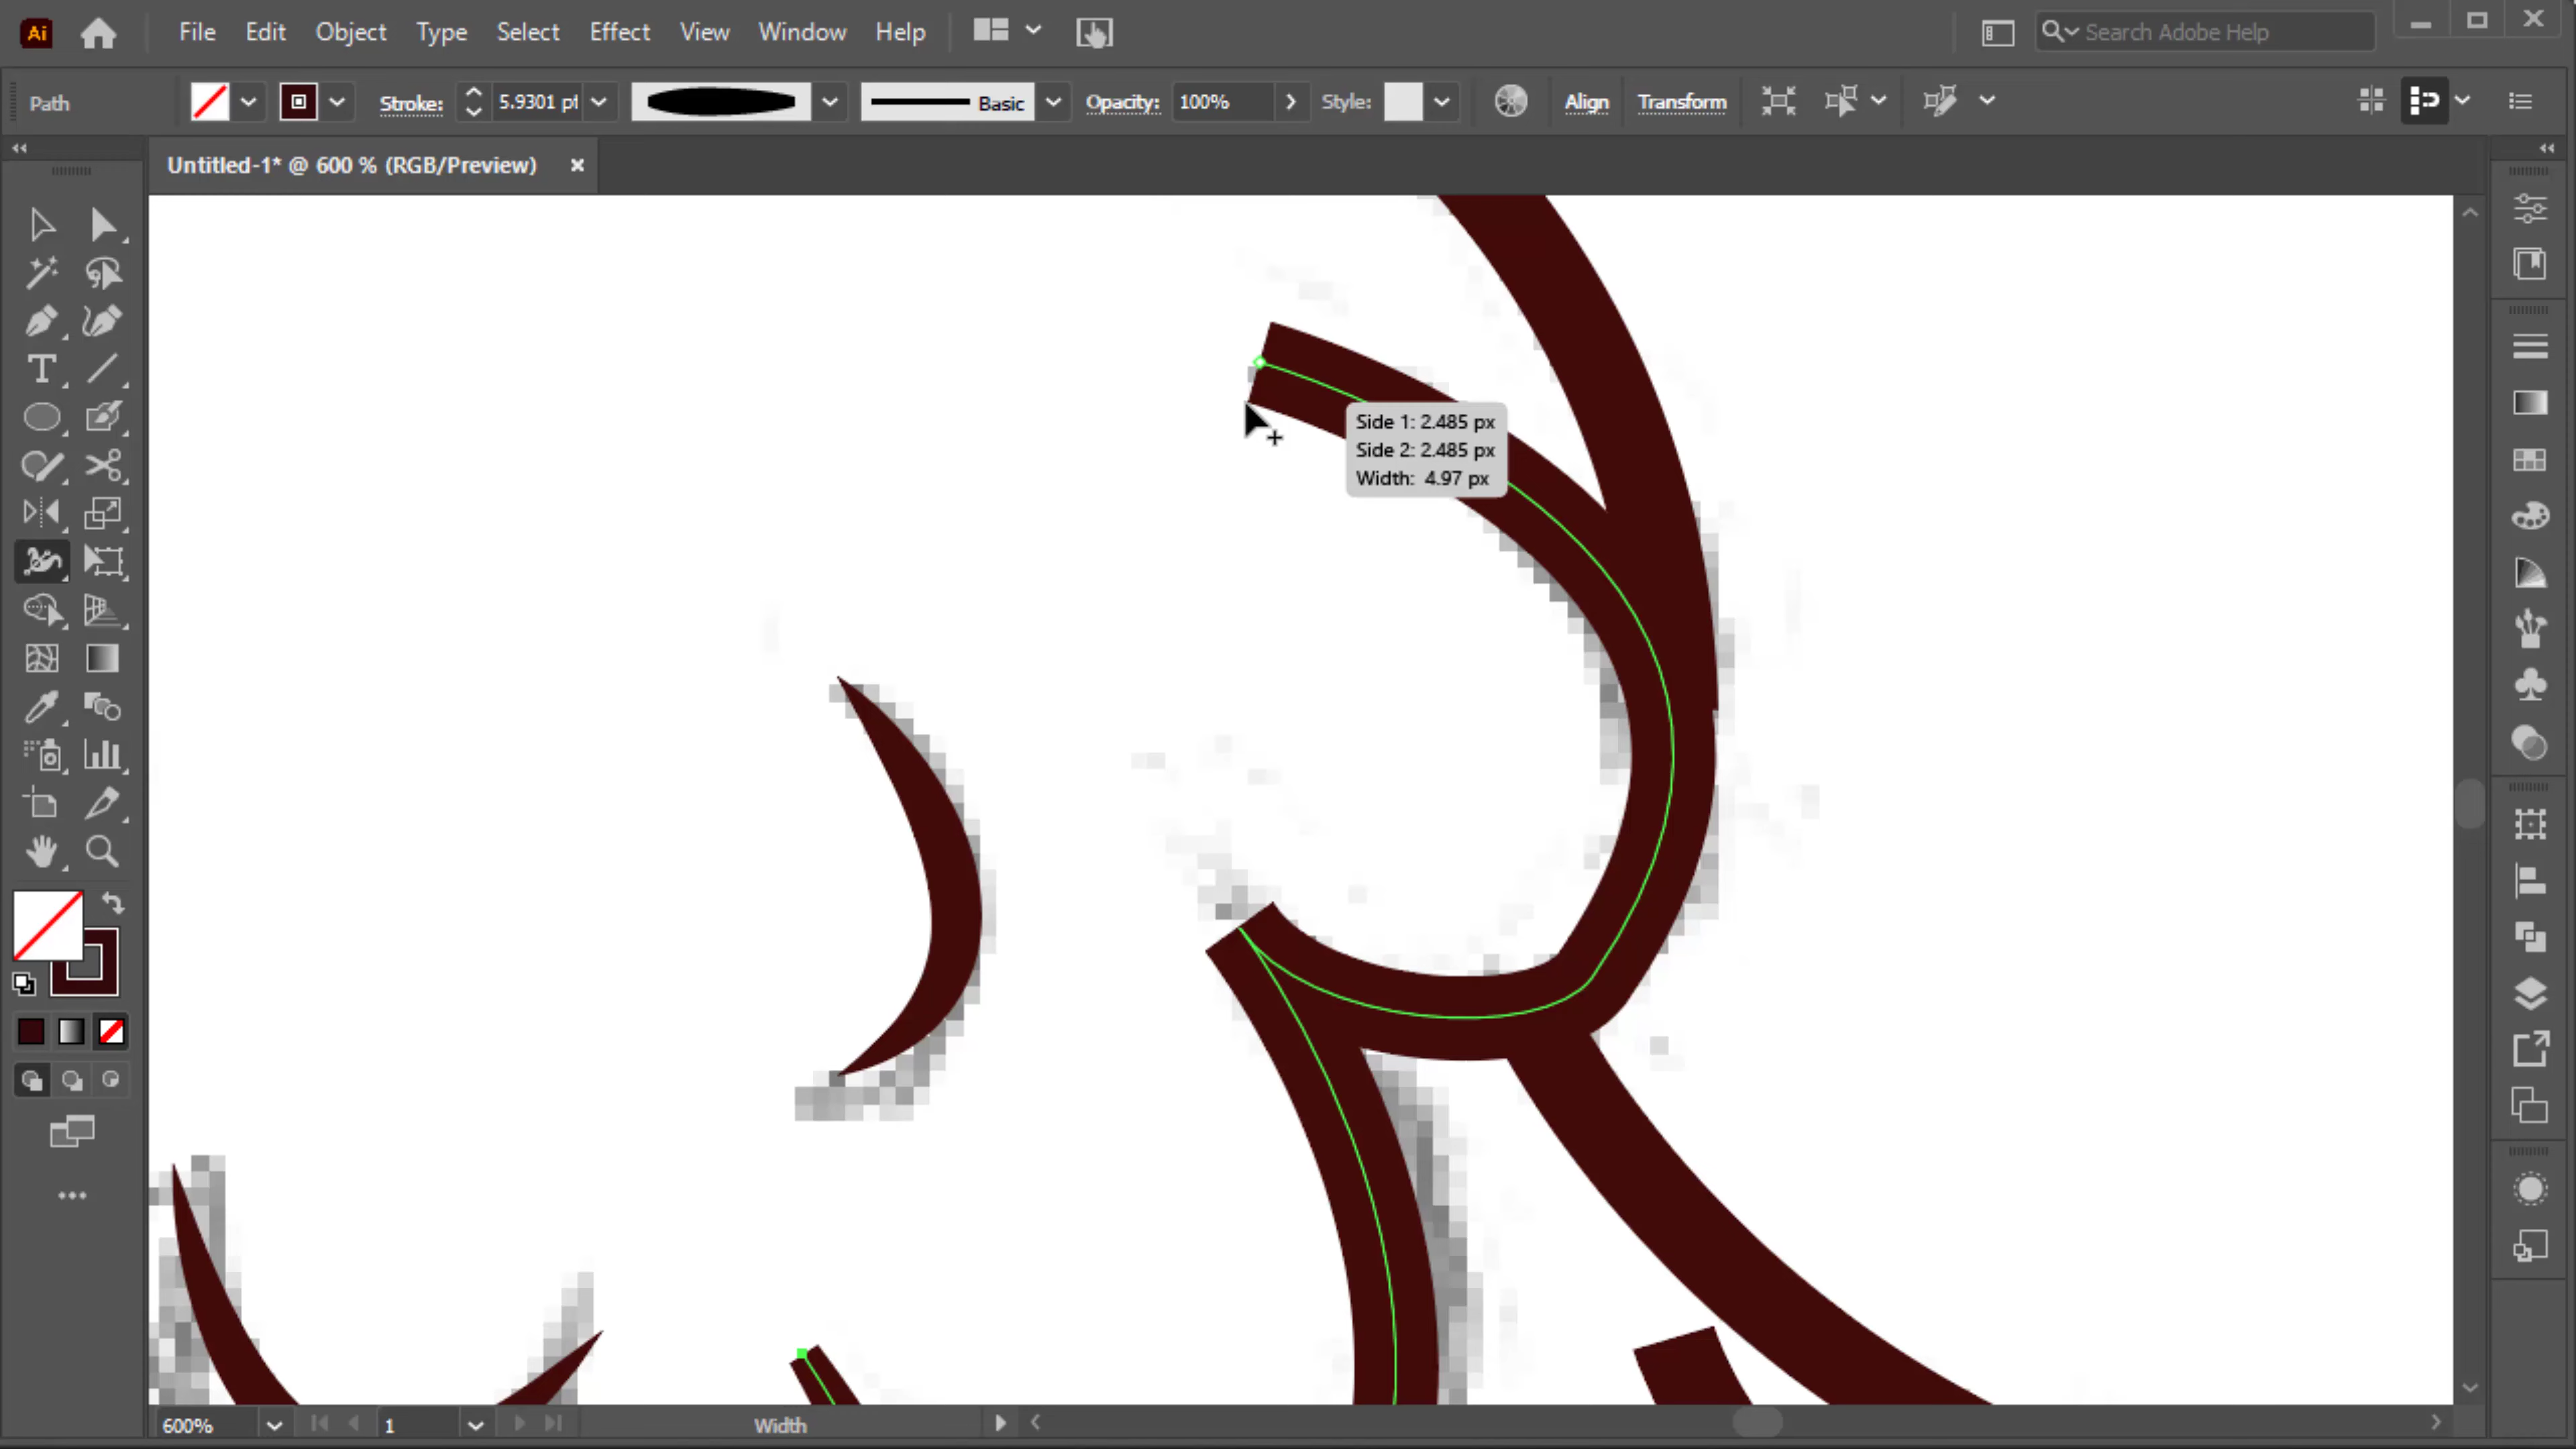 Ai File Edit Object Type Select Effect View Window Help Search Adobe Help
Path Stroke: 5.9301 pt Basic Opacity: 100% Style: Align Transform
Untitled-1* @ 600 % (RGB/Preview)
Side 1: 2.485 px
Side 2: 2.485 px
Width: 4.97 px
600% 1 Width